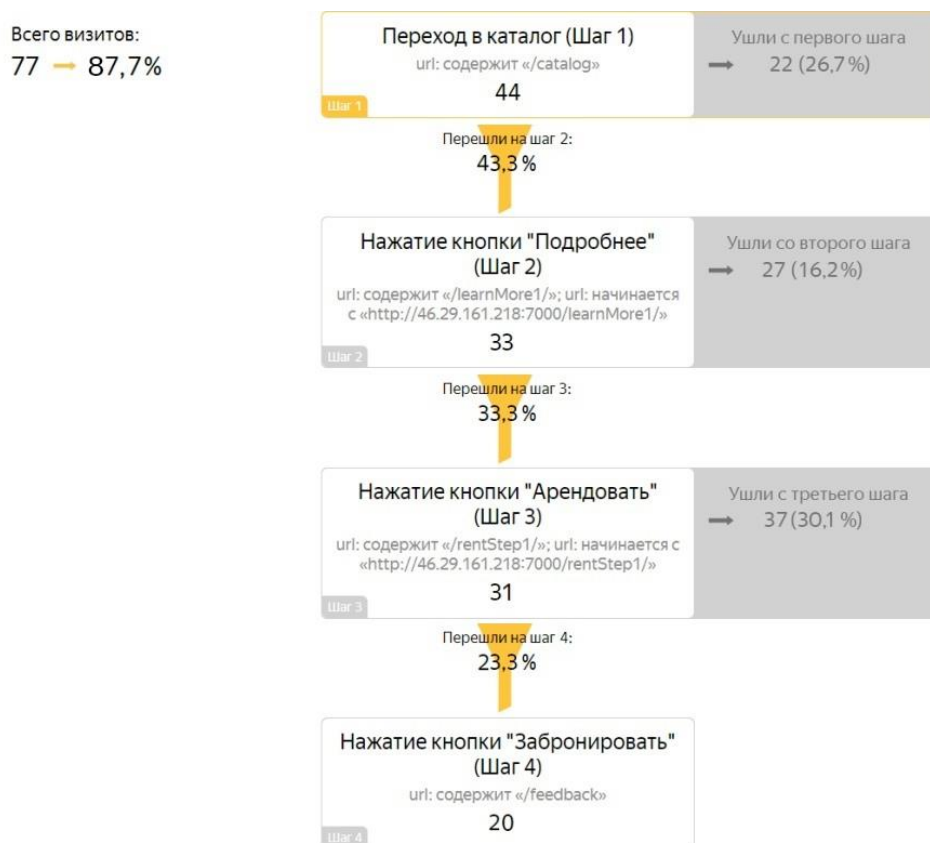 Всего визитов:
77 → 87,7%
Переход в каталог (Шаг 1)
url: содержит «/catalog»
44
Шаг 1
Ушли с первого шага
→ 22 (26,7%)
Перешли на шаг 2:
43,3%
Нажатие кнопки "Подробнее"
(Шаг 2)
url: содержит «/learnMore1/»; url: начинается
с «http://46.29.161.218:7000/learnMore1/»
33
Шаг 2
Ушли со второго шага
→ 27 (16,2%)
Перешли на шаг 3:
33,3%
Нажатие кнопки "Арендовать"
(Шаг 3)
url: содержит «/rentStep1/»; url: начинается с
«http://46.29.161.218:7000/rentStep1/»
31
Шаг 3
Ушли с третьего шага
→ 37 (30,1%)
Перешли на шаг 4:
23,3%
Нажатие кнопки "Забронировать"
(Шаг 4)
url: содержит «/feedback»
20
Шаг 4